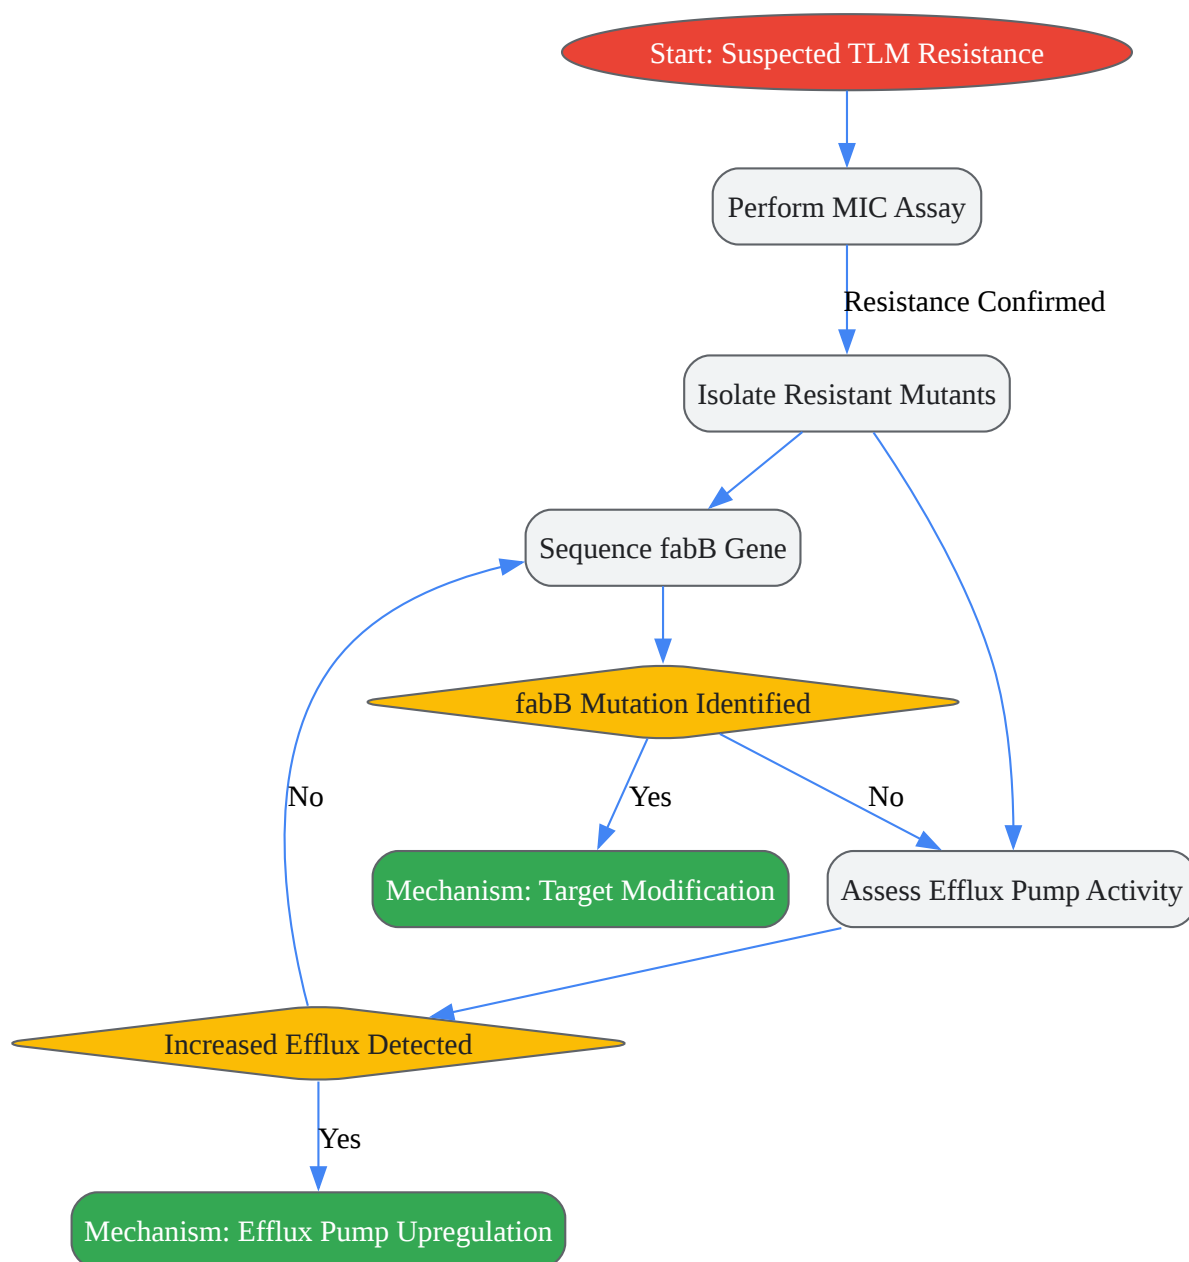 Start: Suspected TLM Resistance
Perform MIC Assay
Resistance Confirmed
Isolate Resistant Mutants
Sequence fabB Gene
fabB Mutation Identified
No
Yes
No
Mechanism: Target Modification
Assess Efflux Pump Activity
Increased Efflux Detected
Yes
Mechanism: Efflux Pump Upregulation